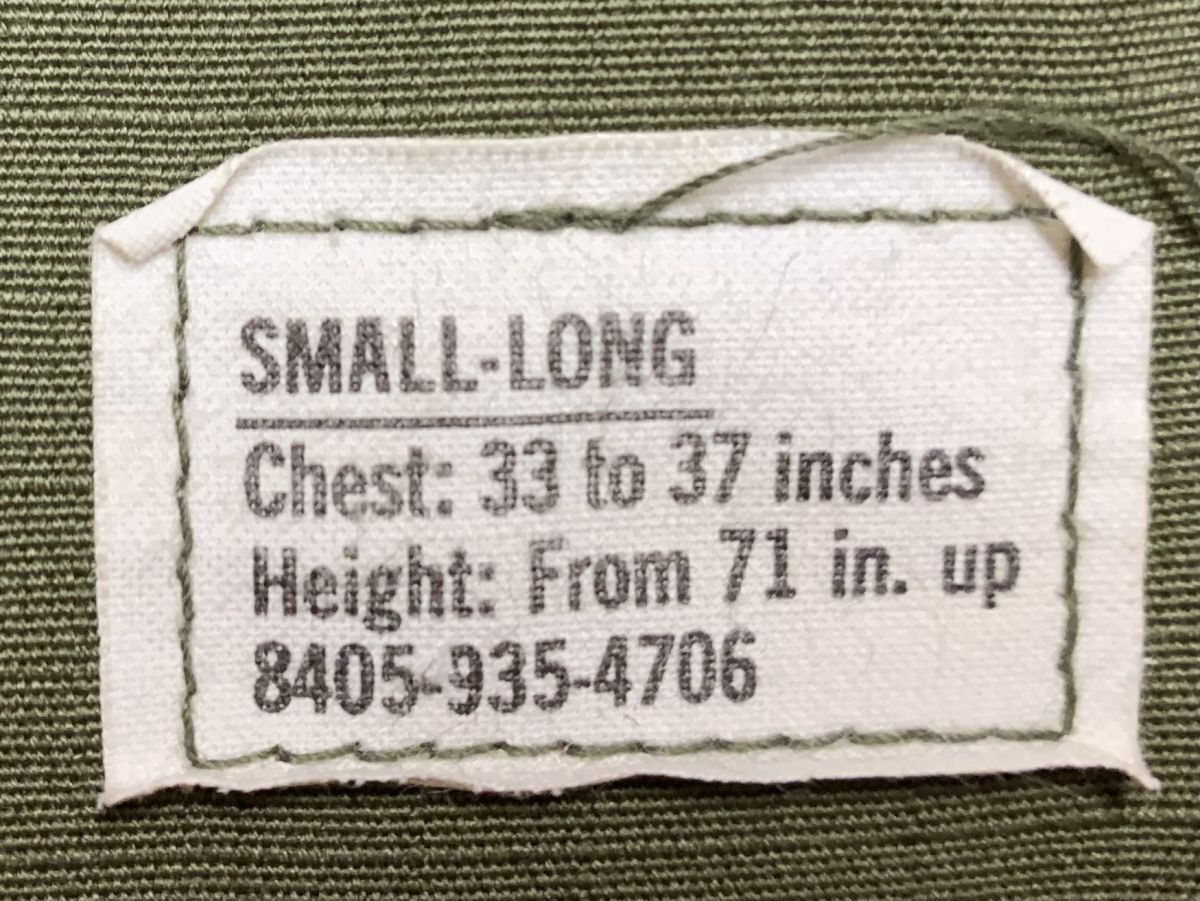 SMALL-LONG
Chest: 33 to 37 inches
Height: From 71 in. up
8405-935-4706